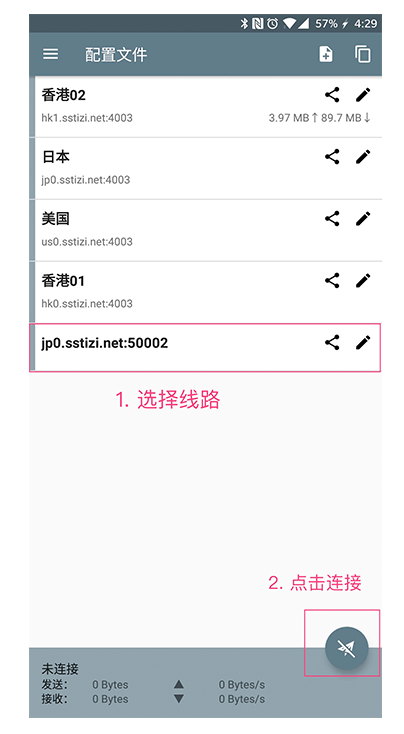 57% 4:29
配置文件
香港02
hk1.sstizi.net:4003 3.97 MB↑ 89.7 MB↓
日本
jp0.sstizi.net:4003
美国
us0.sstizi.net:4003
香港01
hk0.sstizi.net:4003
jp0.sstizi.net:50002
1. 选择线路
2. 点击连接
未连接
发送： 0 Bytes ▲ 0 Bytes/s
接收： 0 Bytes ▼ 0 Bytes/s